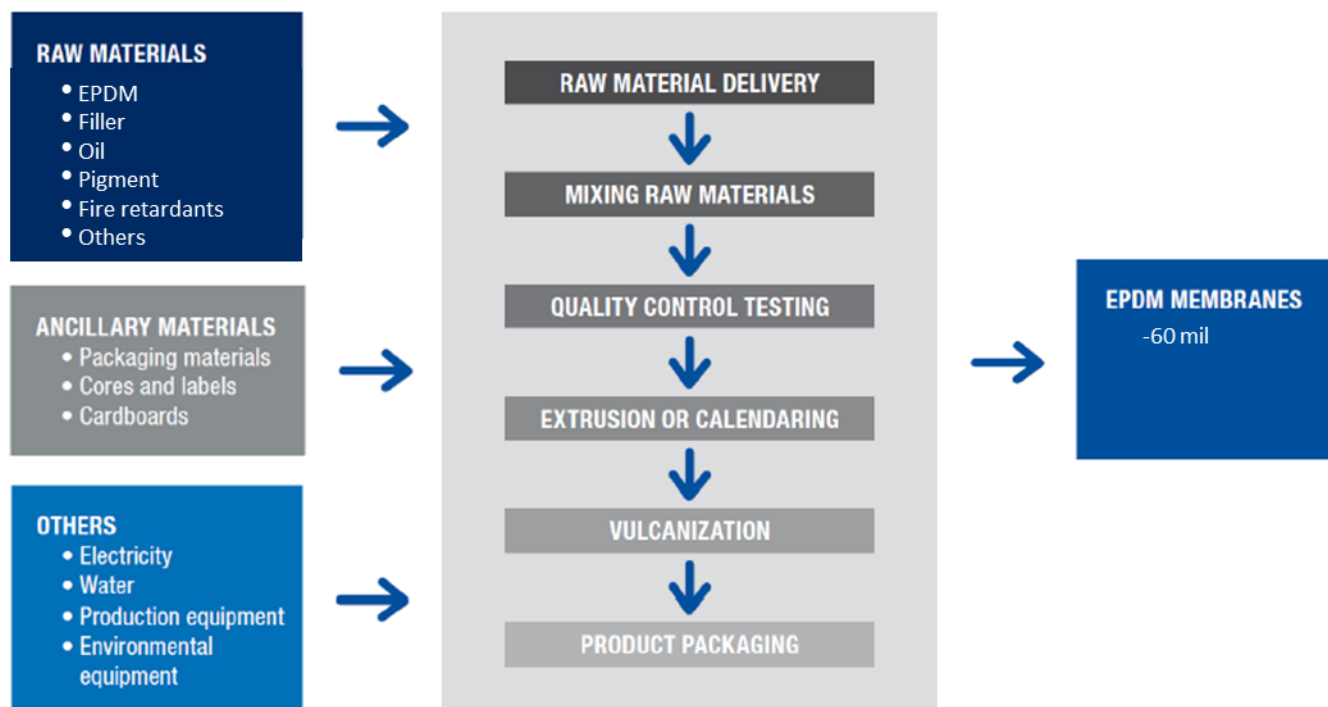 RAW MATERIALS
• EPDM
• Filler
• Oil
• Pigment
• Fire retardants
• Others
ANCILLARY MATERIALS
• Packaging materials
• Cores and labels
• Cardboards
OTHERS
• Electricity
• Water
• Production equipment
• Environmental
equipment
RAW MATERIAL DELIVERY
MIXING RAW MATERIALS
QUALITY CONTROL TESTING
EXTRUSION OR CALENDARING
VULCANIZATION
PRODUCT PACKAGING
EPDM MEMBRANES
-60 mil